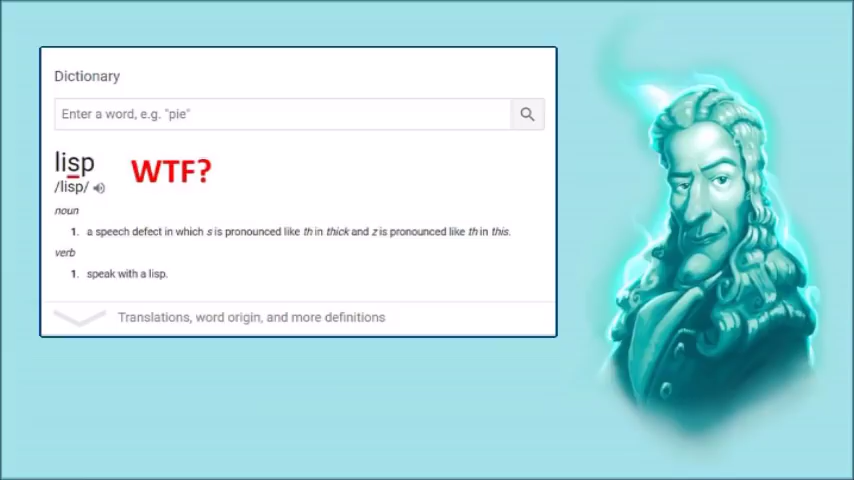 Dictionary
Enter a word, e.g. "pie"
lisp WTF?
/lisp/
noun
1. a speech defect in which s is pronounced like th in thick and z is pronounced like th in this.
verb
1. speak with a lisp.
Translations, word origin, and more definitions